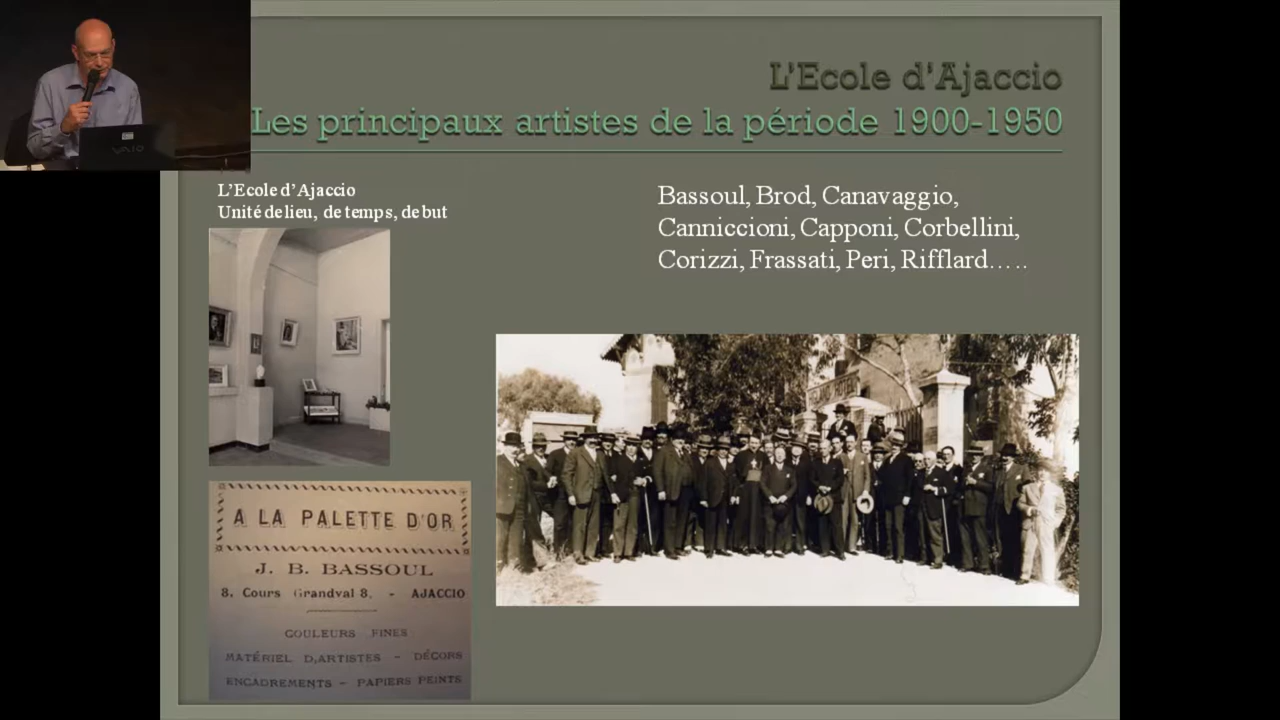 L'Ecole d'Ajaccio
Les principaux artistes de la période 1900-1950
L'Ecole d'Ajaccio
Unité de lieu, de temps, de but
Bassoul, Brod, Canavaggio,
Canniccioni, Capponi, Corbellini,
Corizzi, Frassati, Peri, Rifflard…..
A LA PALETTE D'OR
J. B. BASSOUL
8. Cours Grandval 8. - AJACCIO
COULEURS FINES
MATÉRIEL D,ARTISTES - DÉCORS
ENCADREMENTS - PAPIERS PEINTS
VAIO